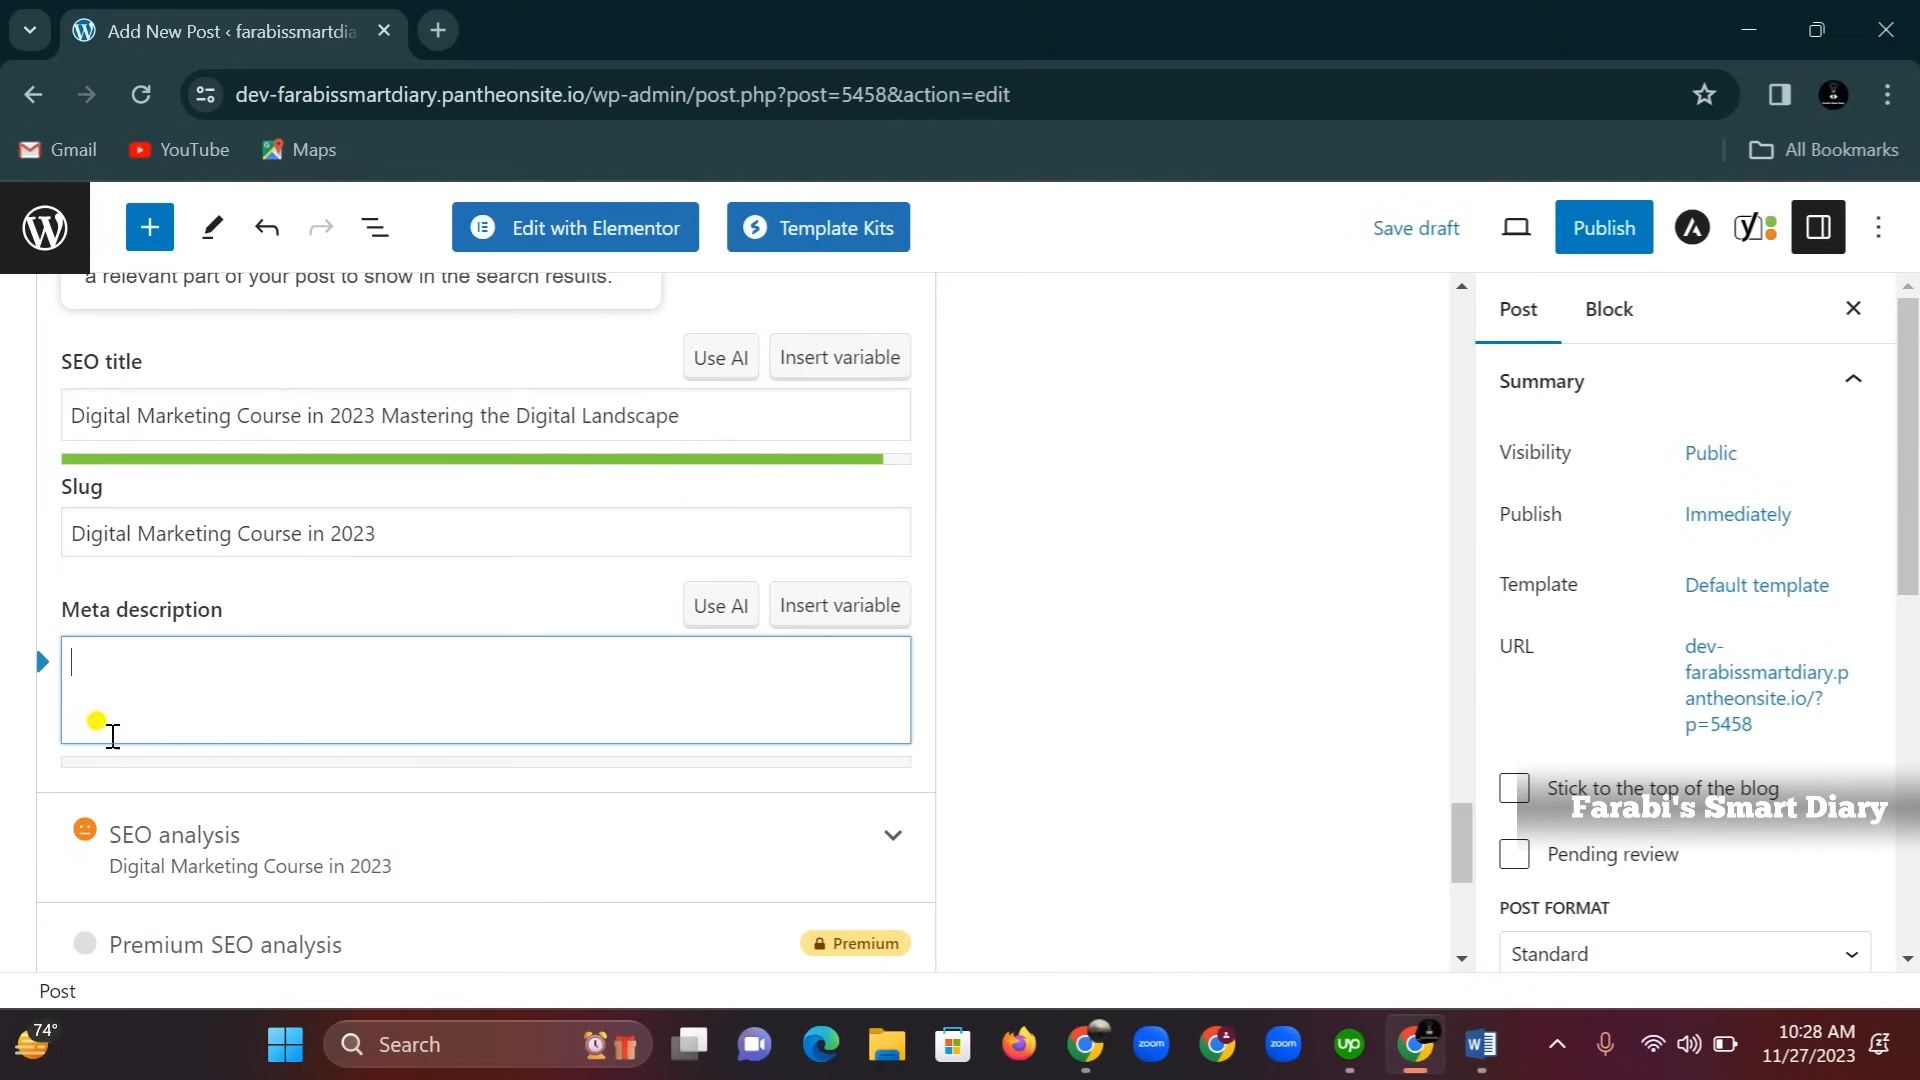 Add New Post ‹ farabissmartdia
dev-farabissmartdiary.pantheonsite.io/wp-admin/post.php?post=5458&action=edit
Gmail
YouTube
Maps
All Bookmarks
Edit with Elementor
Template Kits
Save draft
Publish
a relevant part of your post to show in the search results.
SEO title
Use AI
Insert variable
Digital Marketing Course in 2023 Mastering the Digital Landscape
Slug
Digital Marketing Course in 2023
Meta description
Use AI
Insert variable
SEO analysis
Digital Marketing Course in 2023
Premium SEO analysis
Premium
Post
Block
Summary
Visibility
Public
Publish
Immediately
Template
Default template
URL
dev-
farabissmartdiary.p
antheonsite.io/?
p=5458
Stick to the top of the blog
Farabi's Smart Diary
Pending review
POST FORMAT
Standard
Post
74°
Search
zoom
zoom
up
10:28 AM
11/27/2023